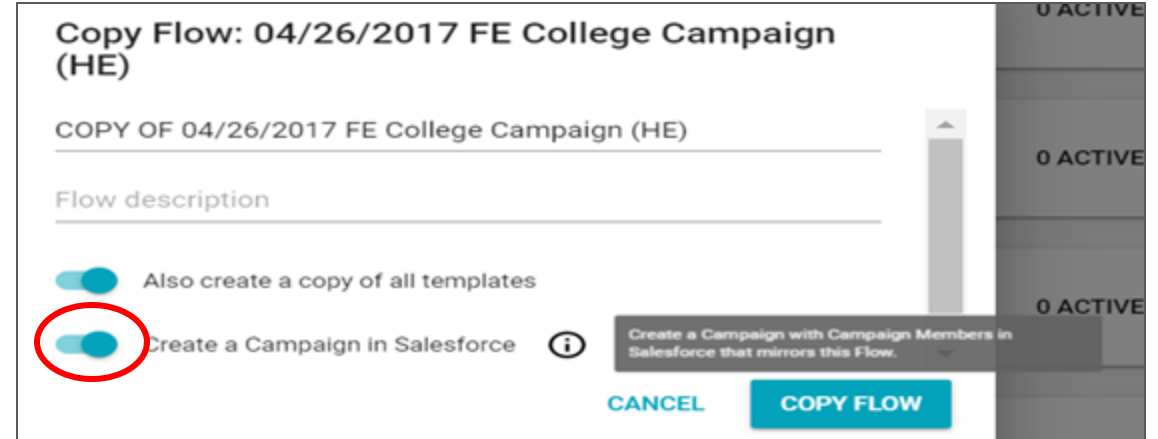 0 ACTIVE
Copy Flow: 04/26/2017 FE College Campaign
(HE)
COPY OF 04/26/2017 FE College Campaign (HE)
0 ACTIVE
Flow description
Also create a copy of all templates
0 ACTIVE
Create a Campaign in Salesforce
Create a Campaign with Campaign Members in
Salesforce that mirrors this Flow.
CANCEL
COPY FLOW